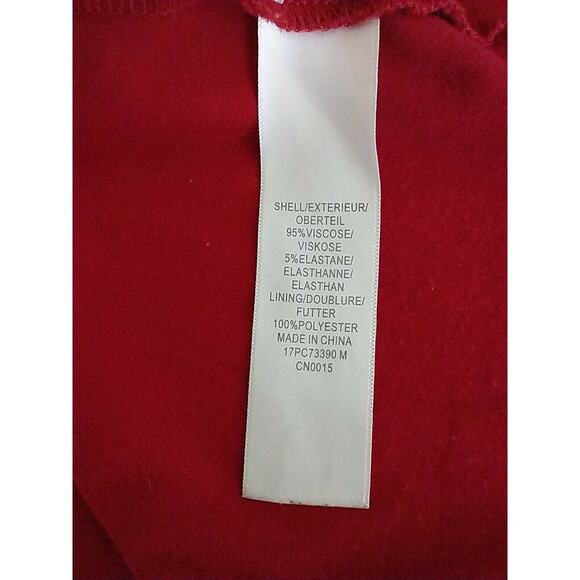 SHELL/EXTERIEUR/
OBERTEIL
95%VISCOSE/
VISKOSE
5%ELASTANE/
ELASTHANNE/
ELASTHAN
LINING/DOUBLURE/
FUTTER
100%POLYESTER
MADE IN CHINA
17PC73390 M
CN0015